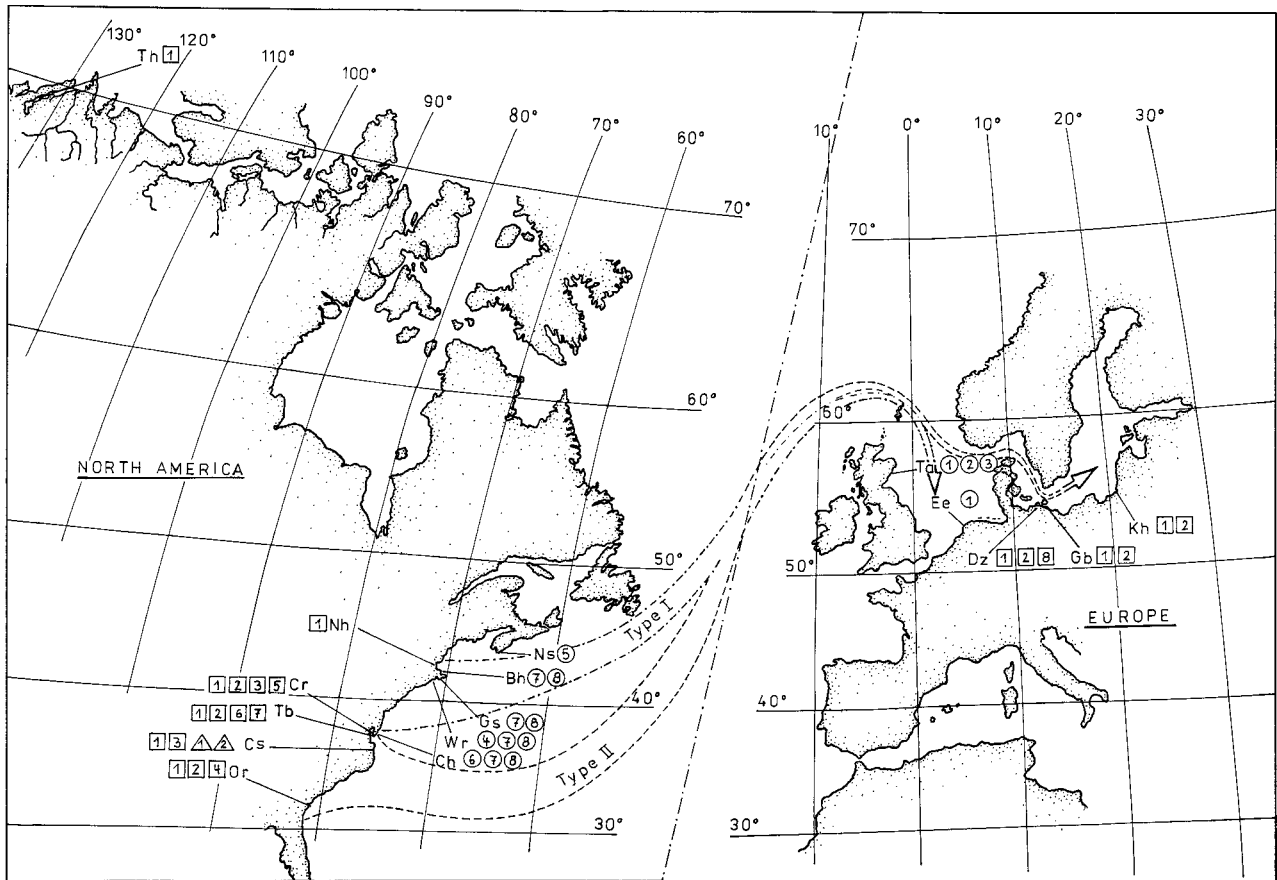 130°
120°
Th 1
110°
100°
90°
80°
70°
60°
10°
0°
10°
20°
30°
70°
70°
60°
60°
NORTH AMERICA
Ee 1
Kh 1 2
Dz 1 2 8
Gb 1 2
50°
50°
EUROPE
Type I
1 Nh
Ns 5
Bh 7 8
1 2 3 5 Cr
40°
40°
1 2 6 7 Tb
Gs 7 8
Wr 4 7 8
1 3 1 2 Cs
Ch 6 7 8
Type II
1 2 4 Or
30°
30°